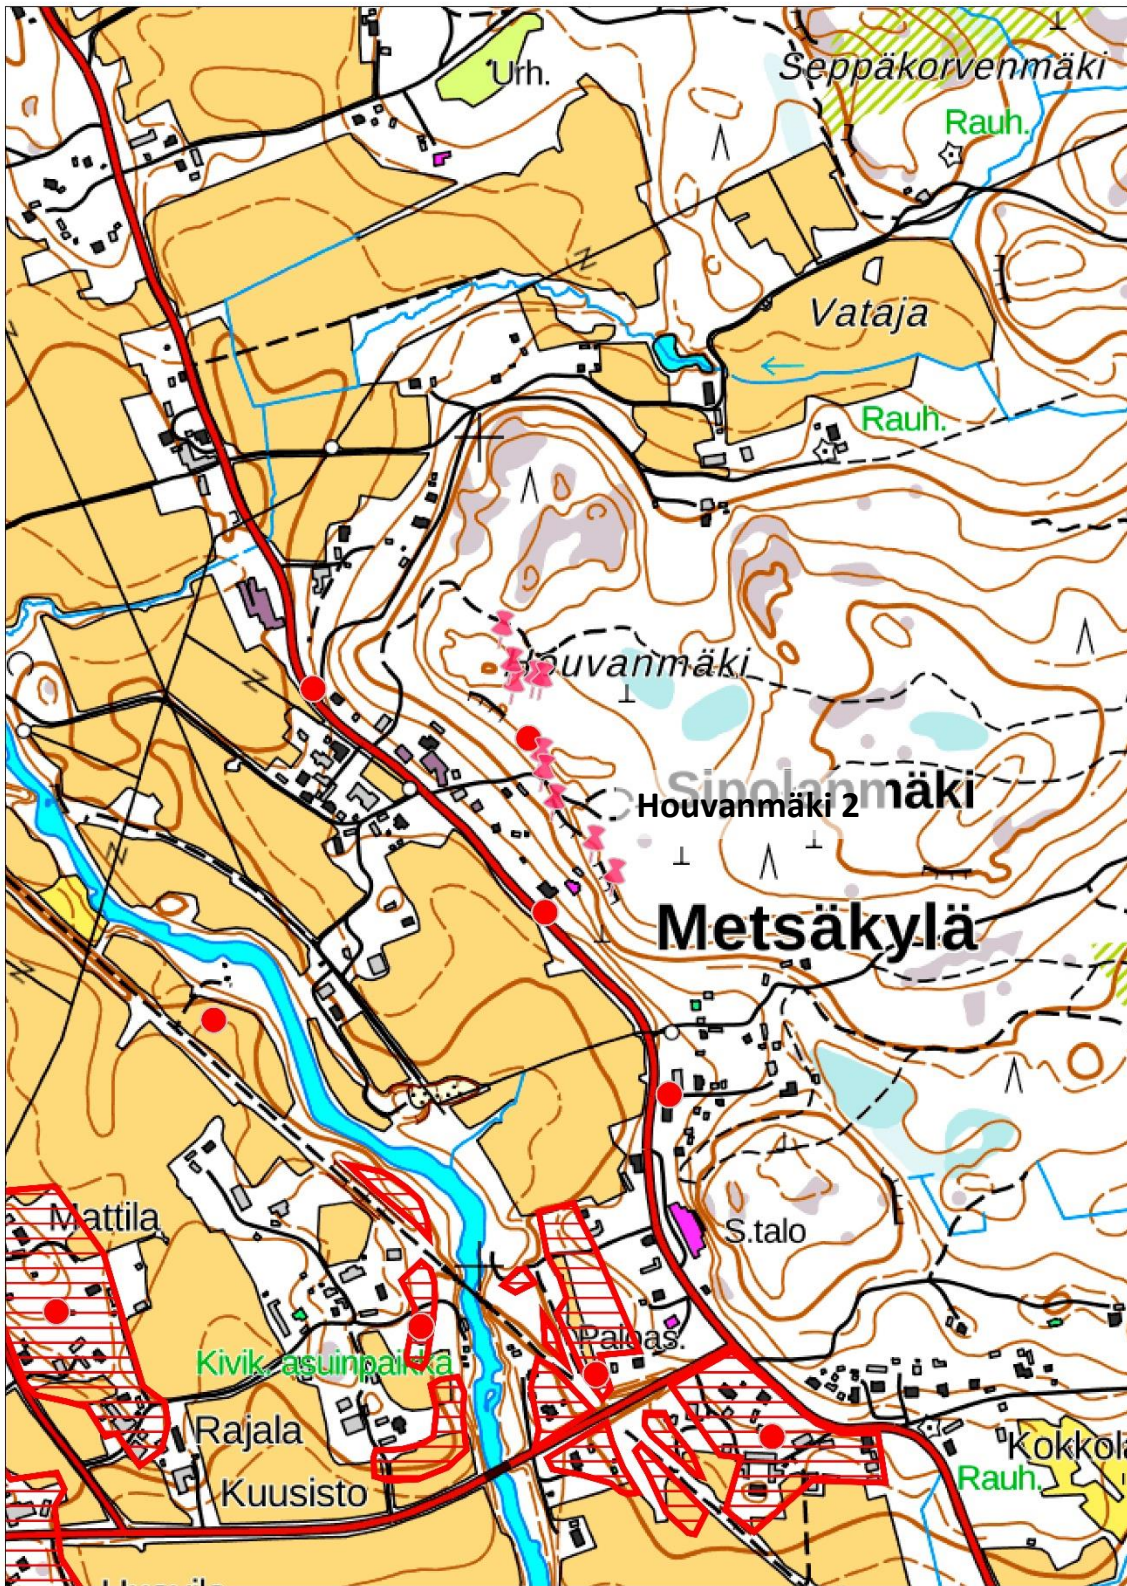 Urh.
Seppäkorvenmäki
Rauh.
Vataja
Rauh.
Houvanmäki
Sipolanmäki
Houvanmäki 2
Metsäkylä
Mattila
S.talo
Paloas.
Kivik. asuinpaikka
Rajala
Kokkola
Kuusisto
Rauh.